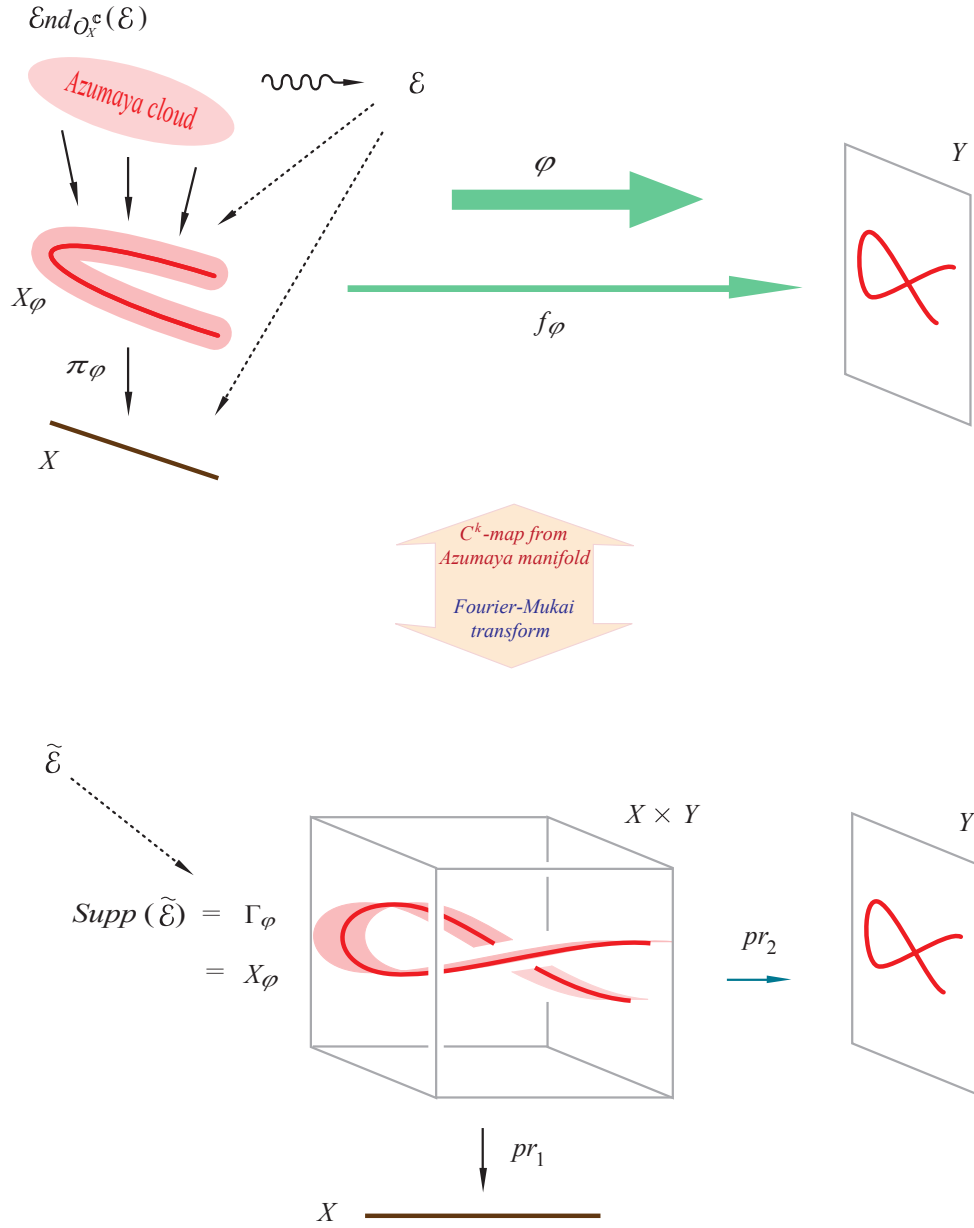 End_{O_X^ℂ}(ℰ)
Azumaya cloud
ℰ
φ
Y
X_φ
f_φ
π_φ
X
C^k-map from
Azumaya manifold
Fourier-Mukai
transform
ℰ̃
X × Y
Y
Supp(ℰ̃) = Γ_φ
= X_φ
pr_2
pr_1
X